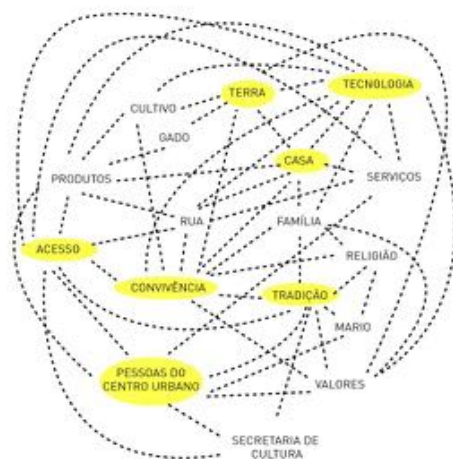 TERRA
TECNOLOGIA
CULTIVO
GADO
CASA
PRODUTOS
SERVIÇOS
RUA
FAMÍLIA
ACESSO
RELIGIÃO
CONVIVÊNCIA
TRADIÇÃO
MARIO
PESSOAS DO
CENTRO URBANO
VALORES
SECRETARIA DE
CULTURA